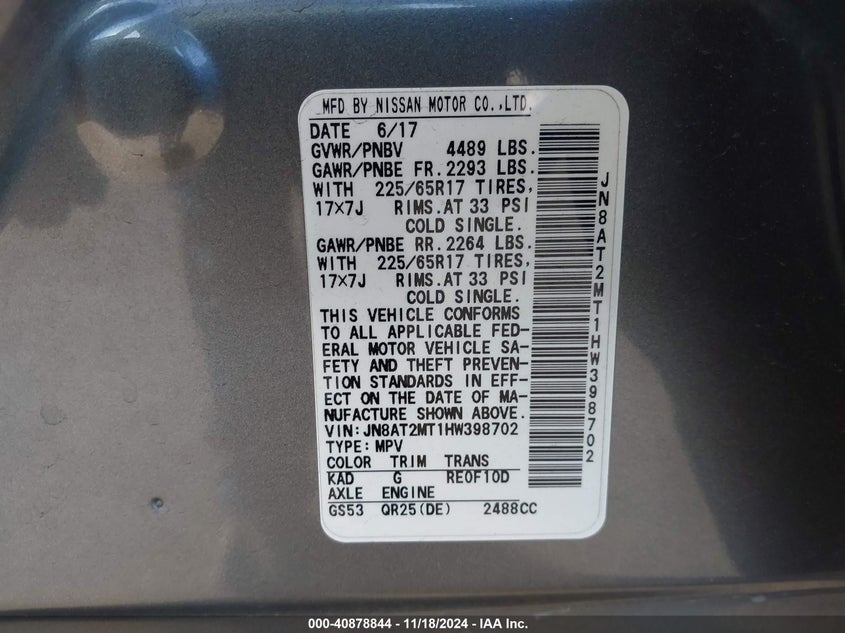 MFD BY NISSAN MOTOR CO.,LTD.
DATE 6/17
GVWR/PNBV 4489 LBS.
GAWR/PNBE FR. 2293 LBS.
WITH 225/65R17 TIRES,
17×7J RIMS. AT 33 PSI
COLD SINGLE.
GAWR/PNBE RR. 2264 LBS.
WITH 225/65R17 TIRES,
17×7J RIMS. AT 33 PSI
COLD SINGLE.
THIS VEHICLE CONFORMS
TO ALL APPLICABLE FED-
ERAL MOTOR VEHICLE SA-
FETY AND THEFT PREVEN-
TION STANDARDS IN EFF-
ECT ON THE DATE OF MA-
NUFACTURE SHOWN ABOVE.
VIN: JN8AT2MT1HW398702
TYPE: MPV
COLOR TRIM TRANS
KAD G RE0F10D
AXLE ENGINE
GS53 QR25(DE) 2488CC
JN8AT2MT1HW398702
000-40878844 - 11/18/2024 - IAA Inc.